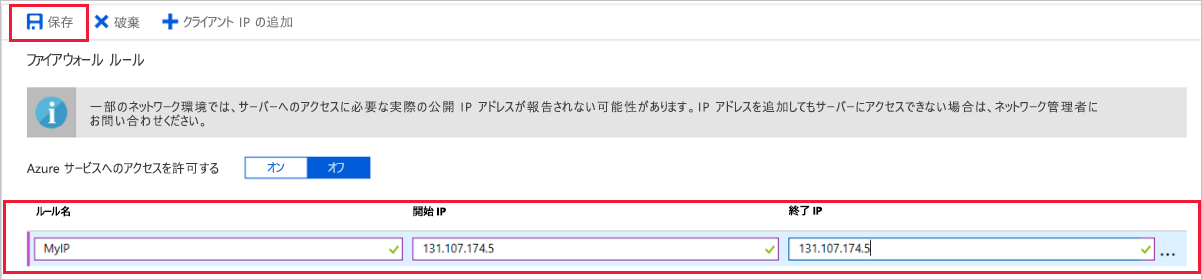 保存 破棄 クライアント IP の追加
ファイアウォール ルール
一部のネットワーク環境では、サーバーへのアクセスに必要な実際の公開 IP アドレスが報告されない可能性があります。IP アドレスを追加してもサーバーにアクセスできない場合は、ネットワーク管理者に
お問い合わせください。
Azure サービスへのアクセスを許可する オン オフ
ルール名 開始 IP 終了 IP
MyIP 131.107.174.5 131.107.174.5 ...